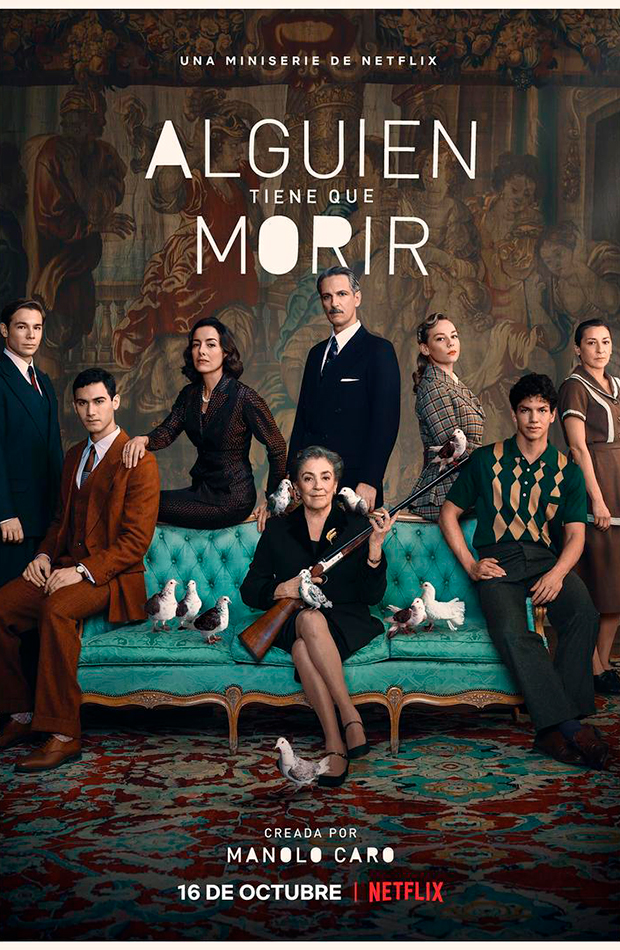 UNA MINISERIE DE NETFLIX
ALGUIEN
TIENE QUE
MORIR
CREADA POR
MANOLO CARO
16 DE OCTUBRE | NETFLIX